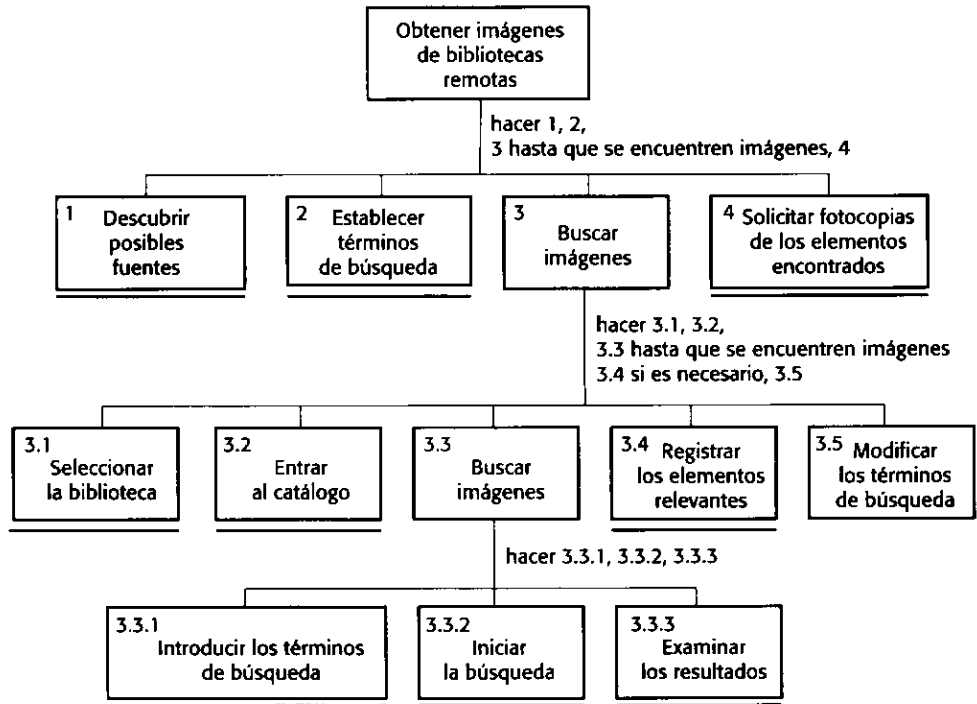 Obtener imágenes
de bibliotecas
remotas
hacer 1, 2,
3 hasta que se encuentren imágenes, 4
1 Descubrir
posibles
fuentes
2 Establecer
términos
de búsqueda
3
Buscar
imágenes
4 Solicitar fotocopias
de los elementos
encontrados
hacer 3.1, 3.2,
3.3 hasta que se encuentren imágenes
3.4 si es necesario, 3.5
3.1
Seleccionar
la biblioteca
3.2
Entrar
al catálogo
3.3
Buscar
imágenes
3.4 Registrar
los elementos
relevantes
3.5 Modificar
los términos
de búsqueda
hacer 3.3.1, 3.3.2, 3.3.3
3.3.1
Introducir los términos
de búsqueda
3.3.2
Iniciar
la búsqueda
3.3.3
Examinar
los resultados